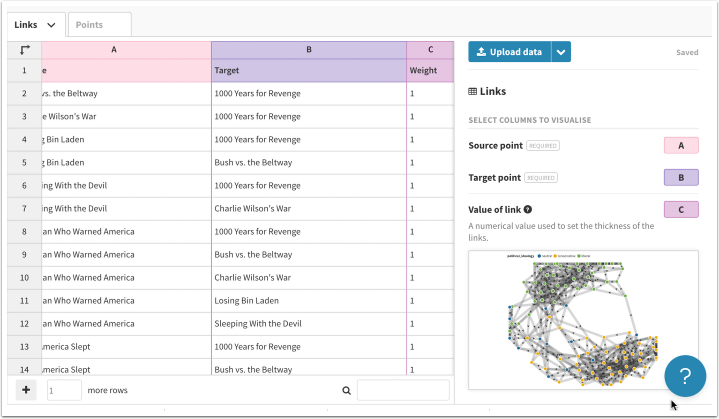 Links
Points
A B C
1 e Target Weight
2 vs. the Beltway 1000 Years for Revenge 1
3 e Wilson's War 1000 Years for Revenge 1
4 g Bin Laden 1000 Years for Revenge 1
5 g Bin Laden Bush vs. the Beltway 1
6 ing With the Devil 1000 Years for Revenge 1
7 ing With the Devil Charlie Wilson's War 1
8 an Who Warned America 1000 Years for Revenge 1
9 an Who Warned America Bush vs. the Beltway 1
10 an Who Warned America Charlie Wilson's War 1
11 an Who Warned America Losing Bin Laden 1
12 an Who Warned America Sleeping With the Devil 1
13 merica Slept 1000 Years for Revenge 1
14 merica Slept Bush vs. the Beltway 1
+ 1 more rows
Upload data
Saved
Links
SELECT COLUMNS TO VISUALISE
Source point REQUIRED A
Target point REQUIRED B
Value of link ? C
A numerical value used to set the thickness of the
links.
political_ideology neutral conservative liberal
?